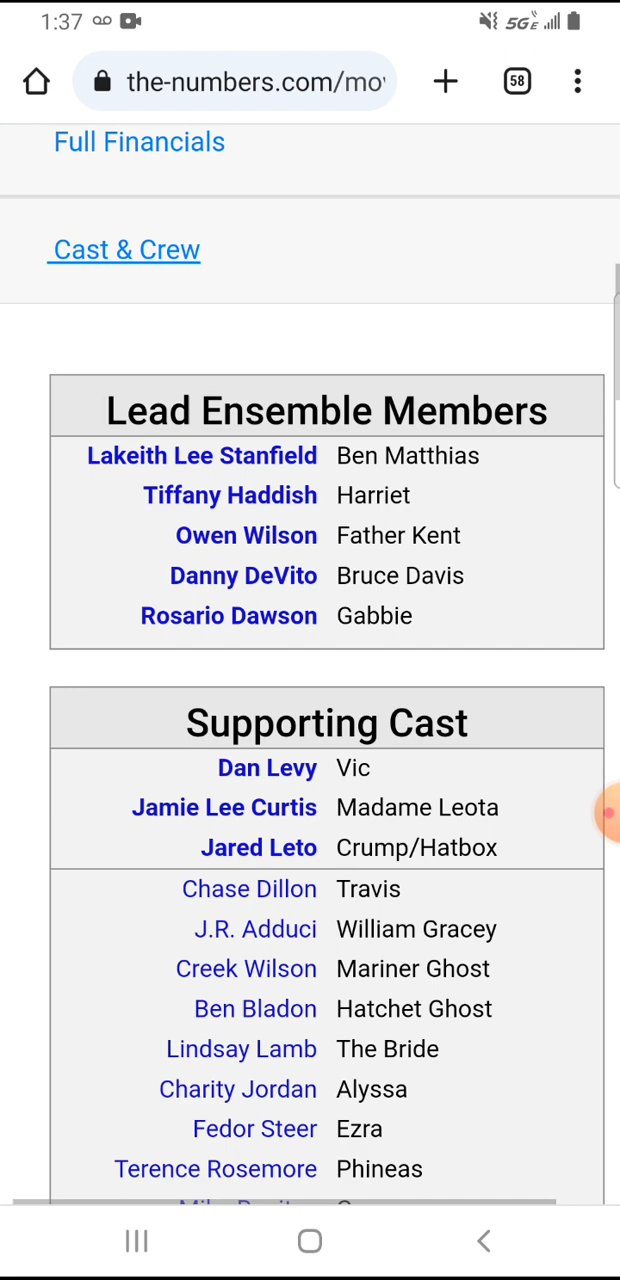 1:37
5GE
the-numbers.com/mov
58
Full Financials
Cast & Crew
Lead Ensemble Members
Lakeith Lee Stanfield Ben Matthias
Tiffany Haddish Harriet
Owen Wilson Father Kent
Danny DeVito Bruce Davis
Rosario Dawson Gabbie
Supporting Cast
Dan Levy Vic
Jamie Lee Curtis Madame Leota
Jared Leto Crump/Hatbox
Chase Dillon Travis
J.R. Adduci William Gracey
Creek Wilson Mariner Ghost
Ben Bladon Hatchet Ghost
Lindsay Lamb The Bride
Charity Jordan Alyssa
Fedor Steer Ezra
Terence Rosemore Phineas